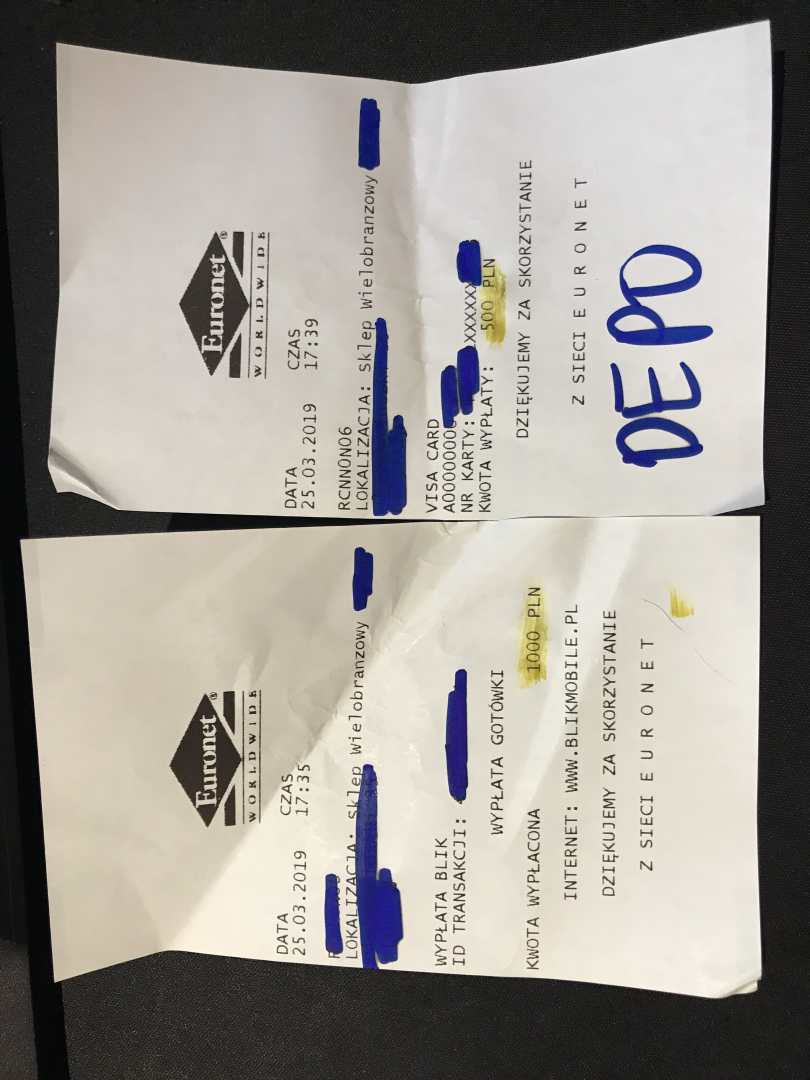 Euronet®
WORLDWIDE
DATA CZAS
25.03.2019 17:39
RCNN0N06
LOKALIZACJA: Sklep Wielobranzowy
VISA CARD
NR KARTY: XXXXXXX
KWOTA WYPŁATY: 500 PLN
DZIĘKUJEMY ZA SKORZYSTANIE
Z SIECI E U R O N E T
DEPO
Euronet®
WORLDWIDE
DATA CZAS
25.03.2019 17:35
LOKALIZACJA: Sklep Wielobranzowy
WYPŁATA BLIK
ID TRANSAKCJI:
WYPŁATA GOTÓWKI
KWOTA WYPŁACONA 1000 PLN
INTERNET: WWW.BLIKMOBILE.PL
DZIĘKUJEMY ZA SKORZYSTANIE
Z SIECI E U R O N E T